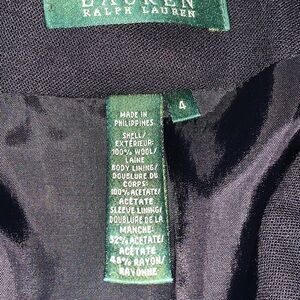 LAUREN
RALPH LAUREN
4
MADE IN
PHILIPPINES
SHELL/
EXTÉRIEUR:
100% WOOL/
LAINE
BODY LINING/
DOUBLURE DU
CORPS:
100% ACETATE/
ACÉTATE
SLEEVE LINING/
DOUBLURE DE LA
MANCHE:
52% ACETATE/
ACÉTATE
48% RAYON/
RAYONNE